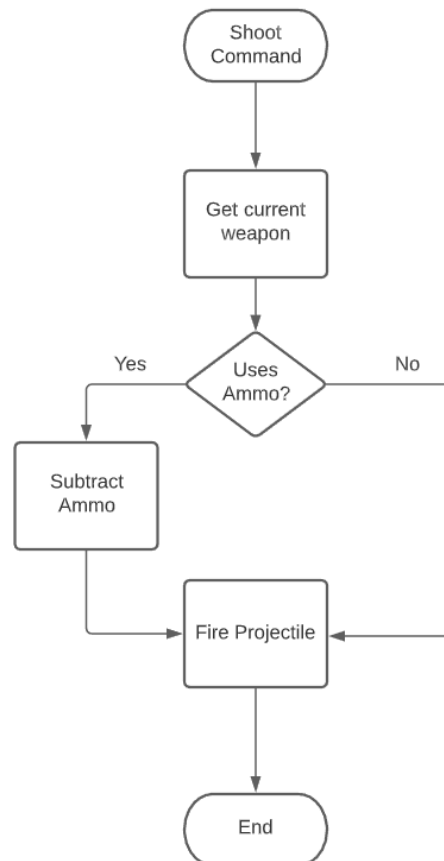 Shoot
Command
Get current
weapon
Yes
Uses
Ammo?
No
Subtract
Ammo
Fire Projectile
End